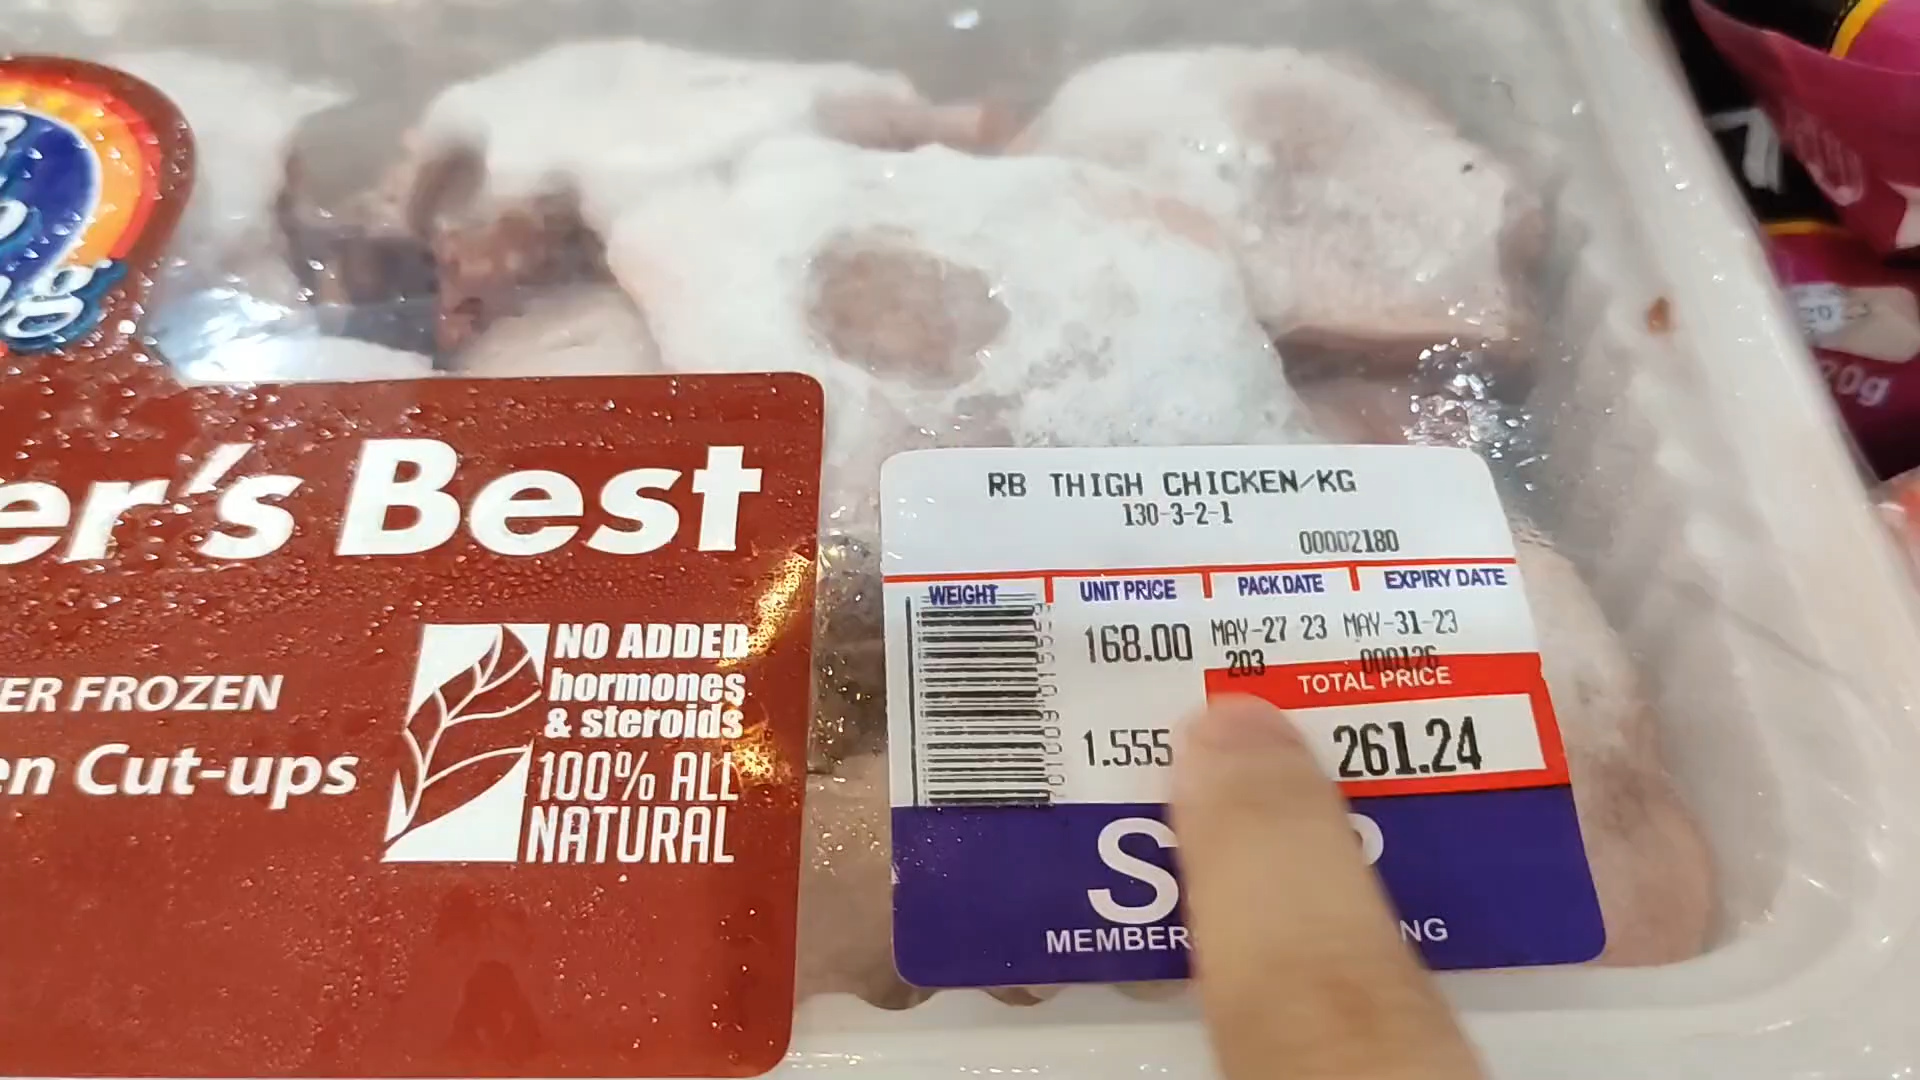 er's Best
ER FROZEN
en Cut-ups
NO ADDED
hormones
& steroids
100% ALL
NATURAL
RB THIGH CHICKEN/KG
130-3-2-1
00002180
WEIGHT UNIT PRICE PACK DATE EXPIRY DATE
168.00 MAY-27 23 MAY-31-23
203 000126
TOTAL PRICE
1.555 261.24
S
MEMBER NG
20g